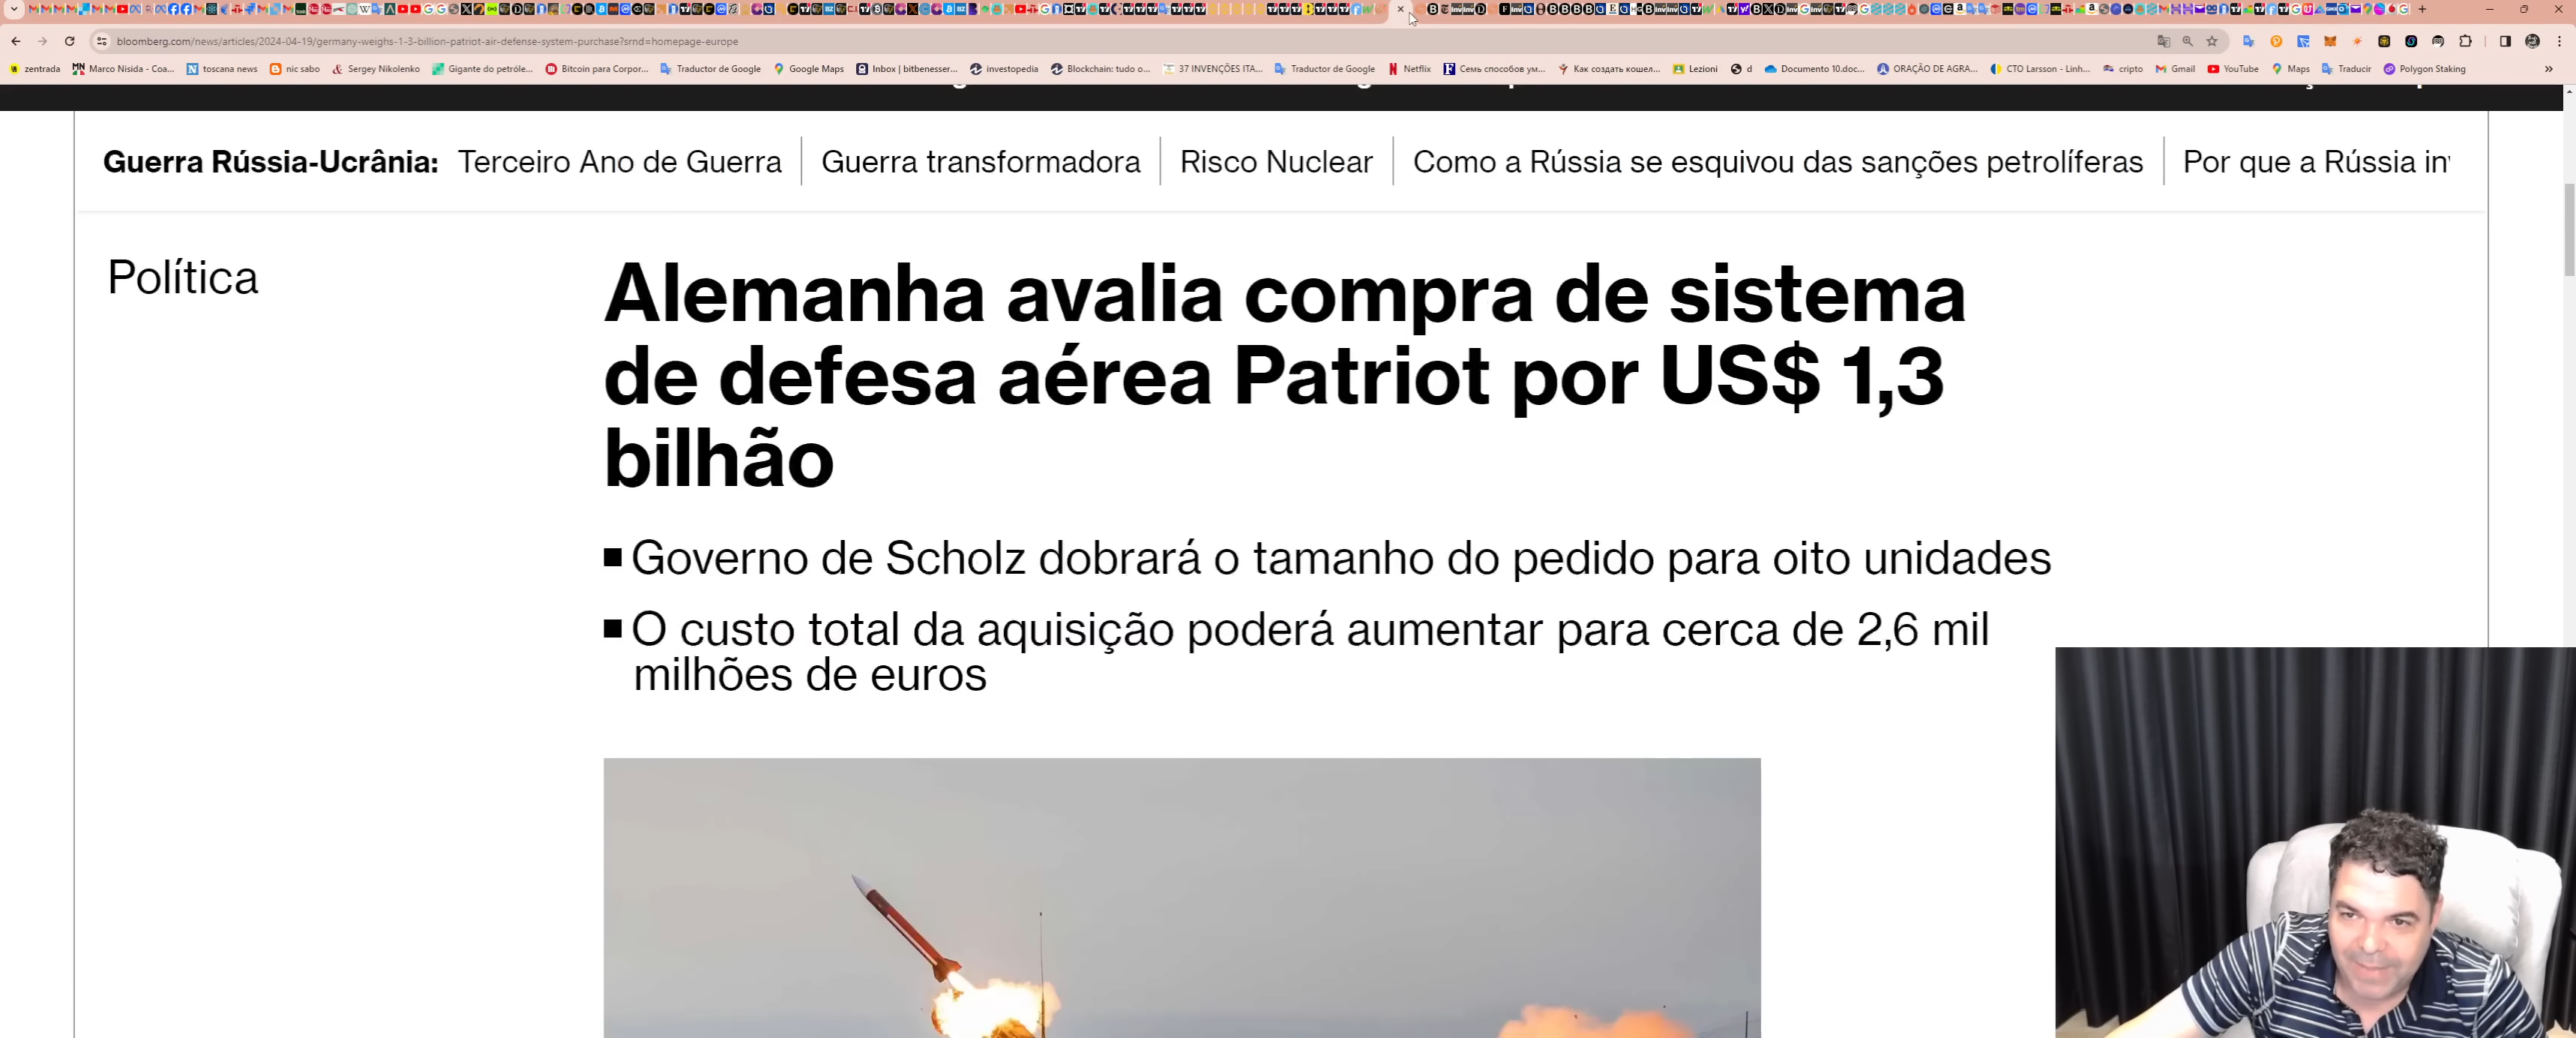 bloomberg.com/news/articles/2024-04-19/germany-weighs-1-3-billion-patriot-air-defense-system-purchase?srnd=homepage-europe
zentrada
Marco Nisida - Coa...
toscana news
nic sabo
Sergey Nikolenko
Gigante do petróle...
Bitcoin para Corpor...
Traductor de Google
Google Maps
Inbox | bitbenesser...
investopedia
Blockchain: tudo o...
37 INVENÇÕES ITA...
Traductor de Google
Netflix
Семь способов ум...
Как создать кошел...
Lezioni
d
Documento 10.doc...
ORAÇÃO DE AGRA...
CTO Larsson - Linh...
cripto
Gmail
YouTube
Maps
Traducir
Polygon Staking
Guerra Rússia-Ucrânia:
Terceiro Ano de Guerra
Guerra transformadora
Risco Nuclear
Como a Rússia se esquivou das sanções petrolíferas
Por que a Rússia in
Política
Alemanha avalia compra de sistema
de defesa aérea Patriot por US$ 1,3
bilhão
Governo de Scholz dobrará o tamanho do pedido para oito unidades
O custo total da aquisição poderá aumentar para cerca de 2,6 mil
milhões de euros